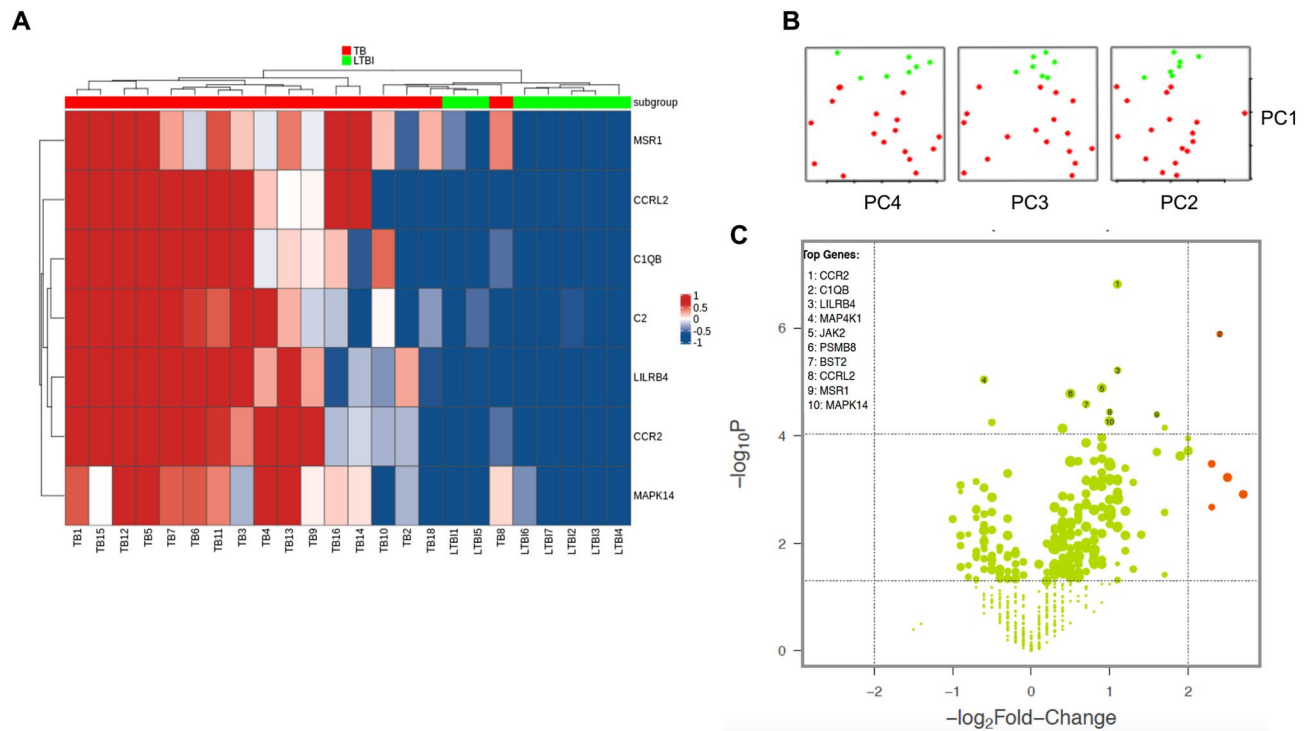 A
TB
LTBI
subgroup
MSR1
CCRL2
C1QB
C2
LILRB4
CCR2
MAPK14
1
0.5
0
-0.5
-1
TB1
TB15
TB12
TB5
TB7
TB6
TB11
TB3
TB4
TB13
TB9
TB16
TB14
TB10
TB2
TB18
LTBI1
LTBI5
TB8
LTBI6
LTBI7
LTBI2
LTBI3
LTBI4
B
PC1
PC4
PC3
PC2
C
Top Genes:
1: CCR2
2: C1QB
3: LILRB4
4: MAP4K1
5: JAK2
6: PSMB8
7: BST2
8: CCRL2
9: MSR1
10: MAPK14
1
2
3
4
5
6
7
8
9
10
−log10P
6
4
2
0
−2
−1
0
1
2
−log2Fold−Change